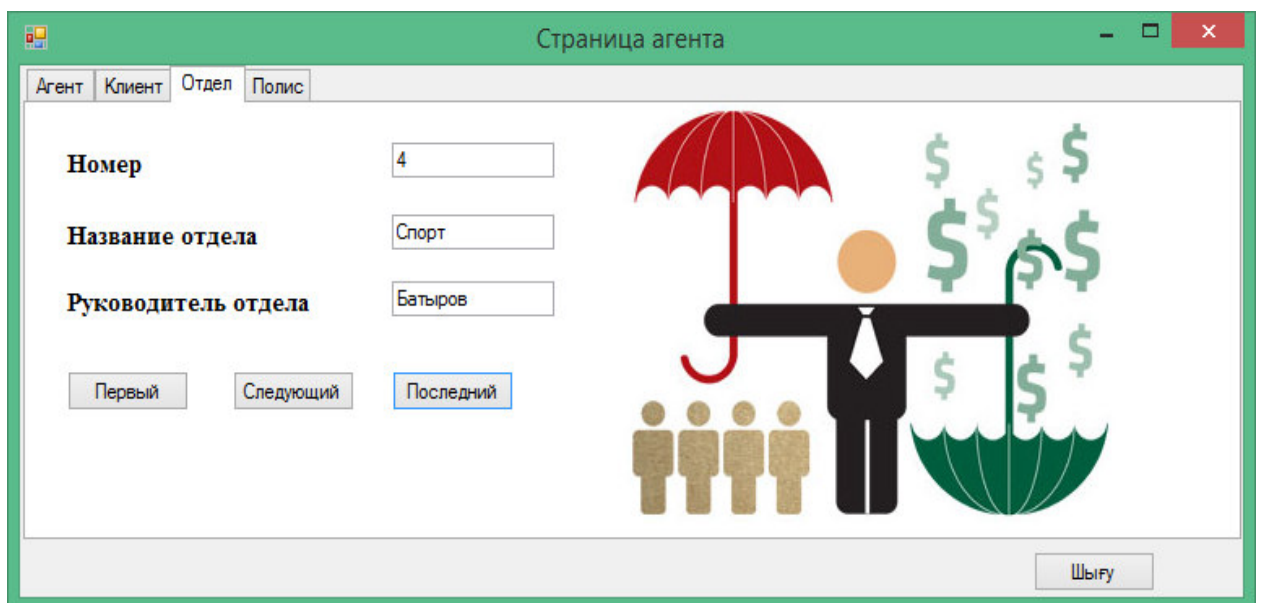 Страница агента
Агент Клиент Отдел Полис
Номер 4
Название отдела Спорт
Руководитель отдела Батыров
Первый Следующий Последний
$ $ $
$ $ $ $ $
$ $ $
Шығу